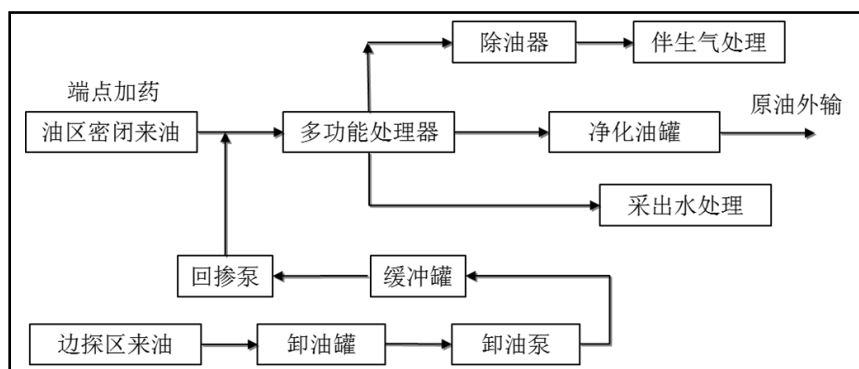 除油器
伴生气处理
端点加药
原油外输
油区密闭来油
多功能处理器
净化油罐
采出水处理
回掺泵
缓冲罐
边探区来油
卸油罐
卸油泵